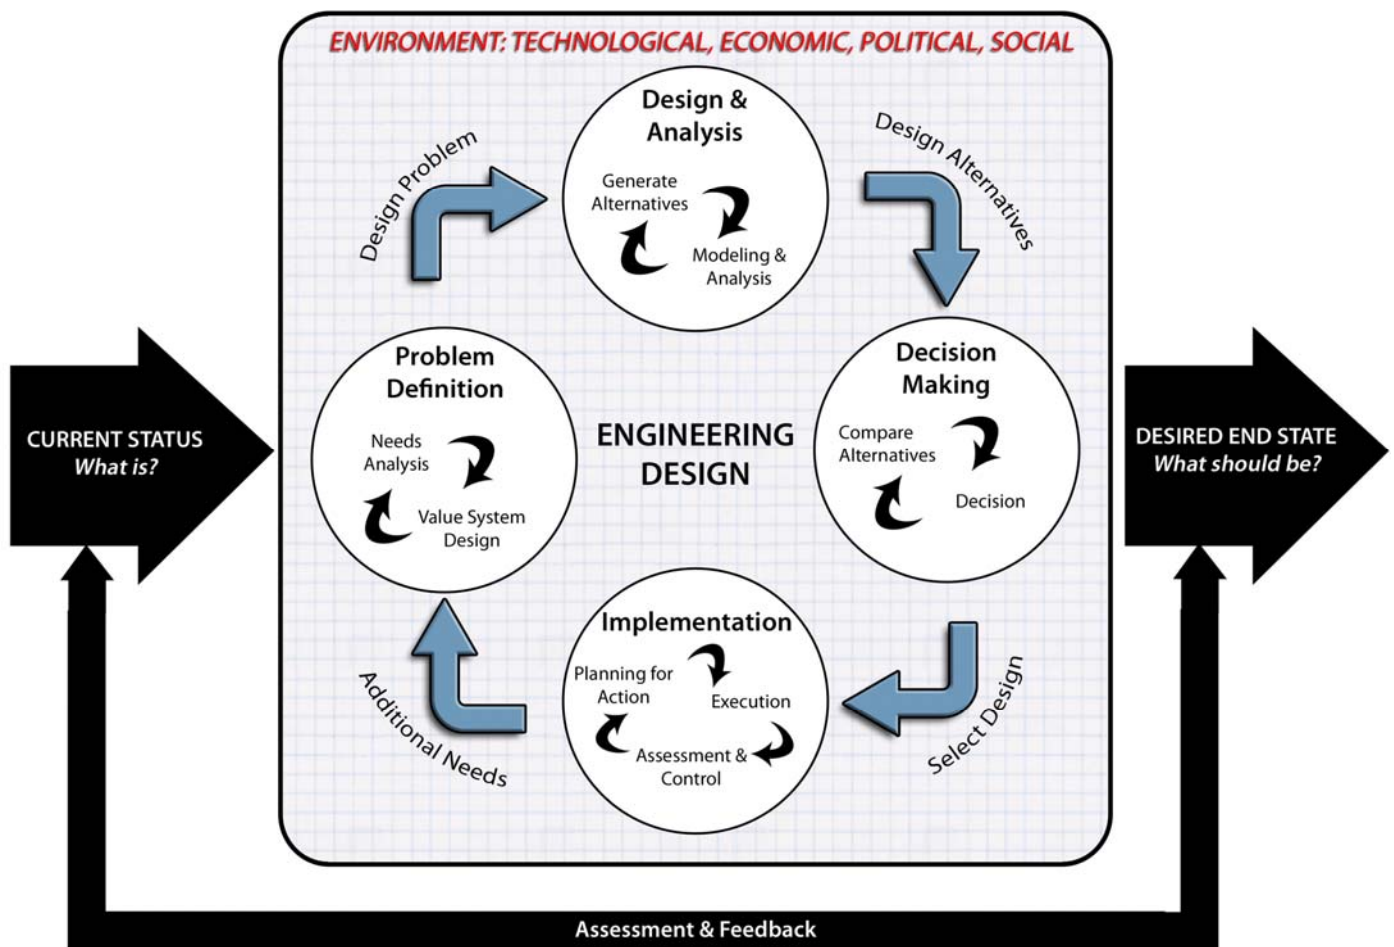 ENVIRONMENT: TECHNOLOGICAL, ECONOMIC, POLITICAL, SOCIAL
Design &
Analysis
Generate
Alternatives
Modeling &
Analysis
Design Problem
Design Alternatives
Problem
Definition
Needs
Analysis
Value System
Design
ENGINEERING
DESIGN
Decision
Making
Compare
Alternatives
Decision
CURRENT STATUS
What is?
DESIRED END STATE
What should be?
Implementation
Planning for
Action
Execution
Assessment &
Control
Additional Needs
Select Design
Assessment & Feedback